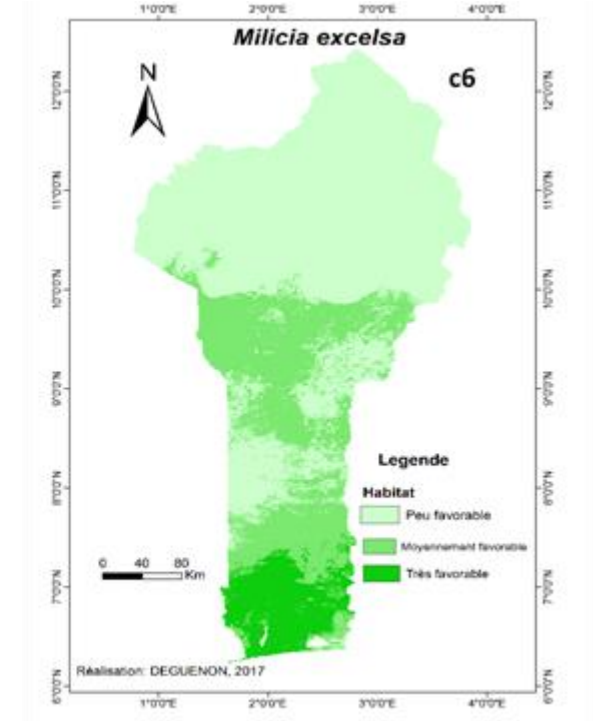 1°0'0"E 2°0'0"E 3°0'0"E 4°0'0"E
Milicia excelsa
N
c6
12°0'0"N 12°0'0"N
11°0'0"N 11°0'0"N
10°0'0"N 10°0'0"N
9°0'0"N 9°0'0"N
8°0'0"N 8°0'0"N
7°0'0"N 7°0'0"N
6°0'0"N 6°0'0"N
Legende
Habitat
Peu favorable
Moyennement favorable
Très favorable
0 40 80
Km
Réalisation: DEGUENON, 2017
1°0'0"E 2°0'0"E 3°0'0"E 4°0'0"E